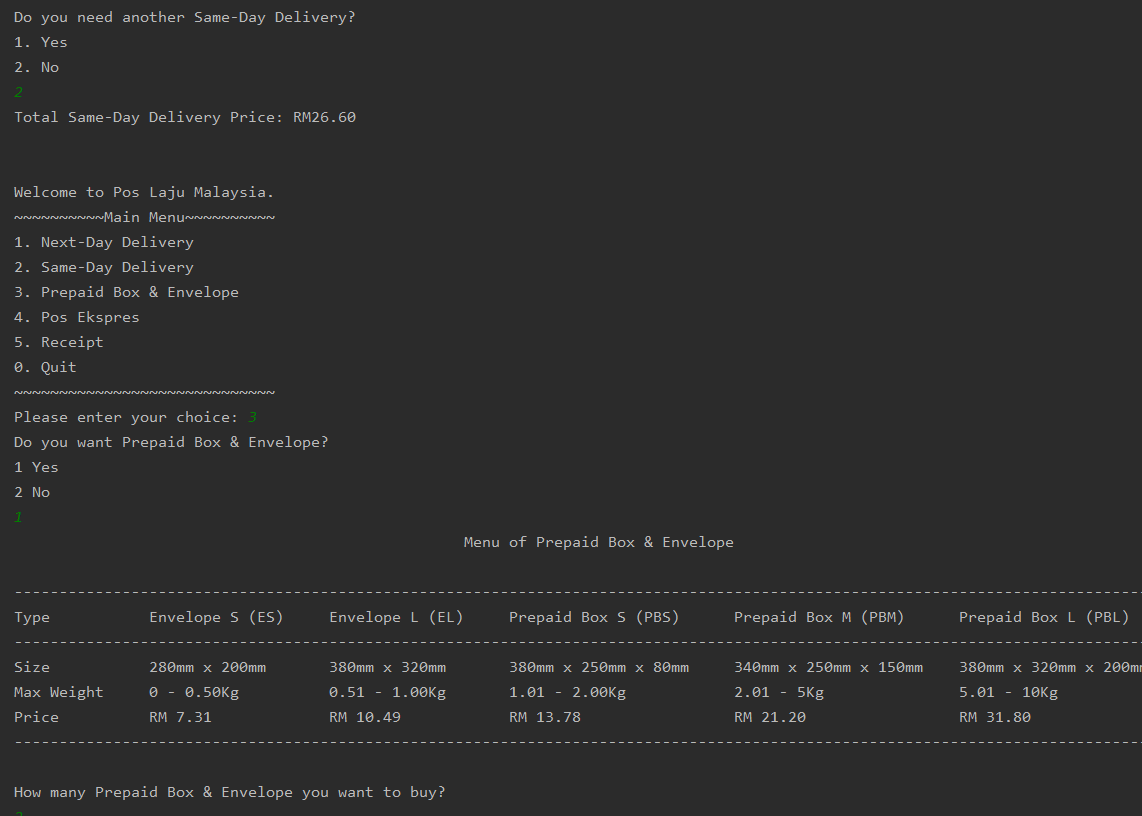 Do you need another Same-Day Delivery?
1. Yes
2. No
2
Total Same-Day Delivery Price: RM26.60
Welcome to Pos Laju Malaysia.
~~~~~~~~~~Main Menu~~~~~~~~~~
1. Next-Day Delivery
2. Same-Day Delivery
3. Prepaid Box & Envelope
4. Pos Ekspres
5. Receipt
0. Quit
~~~~~~~~~~~~~~~~~~~~~~~~~~~~~
Please enter your choice: 3
Do you want Prepaid Box & Envelope?
1 Yes
2 No
1
Menu of Prepaid Box & Envelope
-----------------------------------------------------------------------------------------------------------------------------
Type Envelope S (ES) Envelope L (EL) Prepaid Box S (PBS) Prepaid Box M (PBM) Prepaid Box L (PBL)
-----------------------------------------------------------------------------------------------------------------------------
Size 280mm x 200mm 380mm x 320mm 380mm x 250mm x 80mm 340mm x 250mm x 150mm 380mm x 320mm x 200mm
Max Weight 0 - 0.50Kg 0.51 - 1.00Kg 1.01 - 2.00Kg 2.01 - 5Kg 5.01 - 10Kg
Price RM 7.31 RM 10.49 RM 13.78 RM 21.20 RM 31.80
-----------------------------------------------------------------------------------------------------------------------------
How many Prepaid Box & Envelope you want to buy?